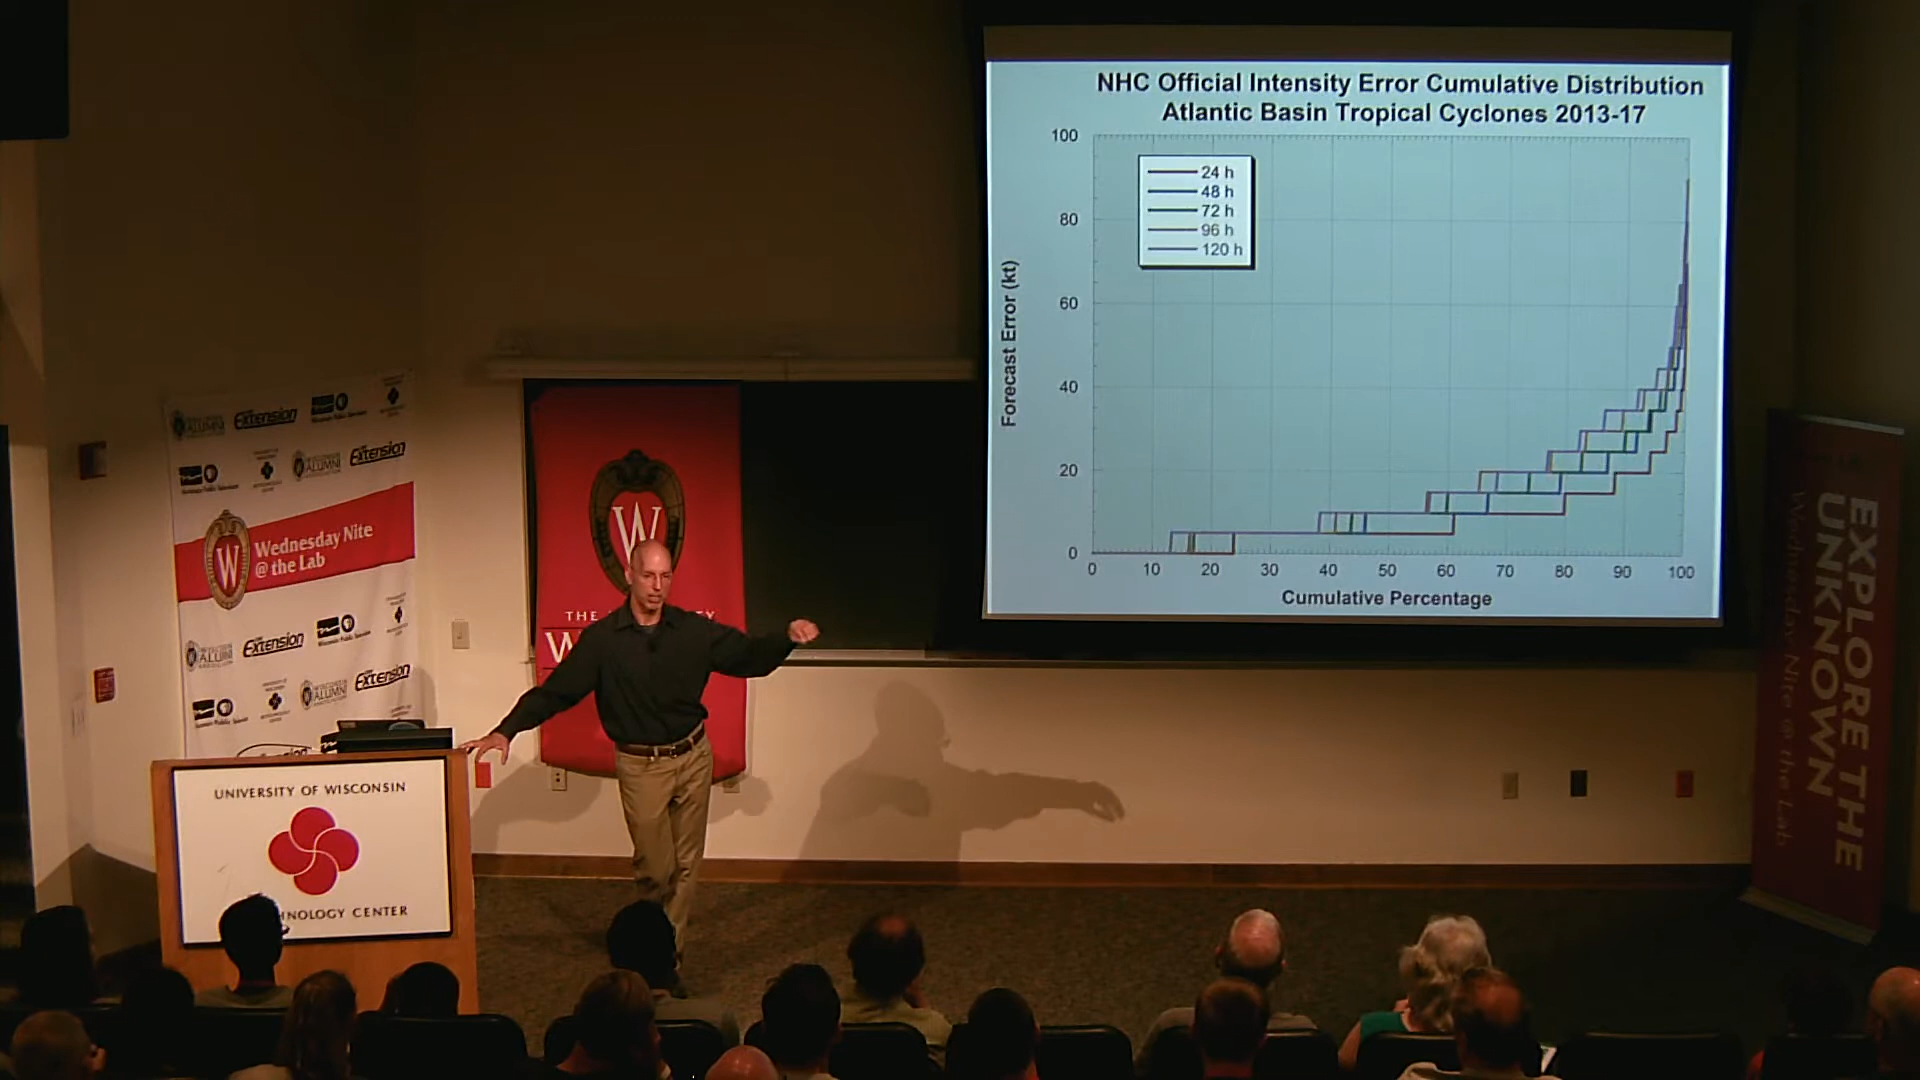 NHC Official Intensity Error Cumulative Distribution
Atlantic Basin Tropical Cyclones 2013-17
100
80
60
40
20
0
24 h
48 h
72 h
96 h
120 h
Forecast Error (kt)
0 10 20 30 40 50 60 70 80 90 100
Cumulative Percentage
Extension
Extension
ALUMNI
Wednesday Nite
@ the Lab
W
Extension
Extension
W
THE
W
UNIVERSITY OF WISCONSIN
HNOLOGY CENTER
EXPLORE THE
UNKNOWN
Wednesday Nite @ the Lab